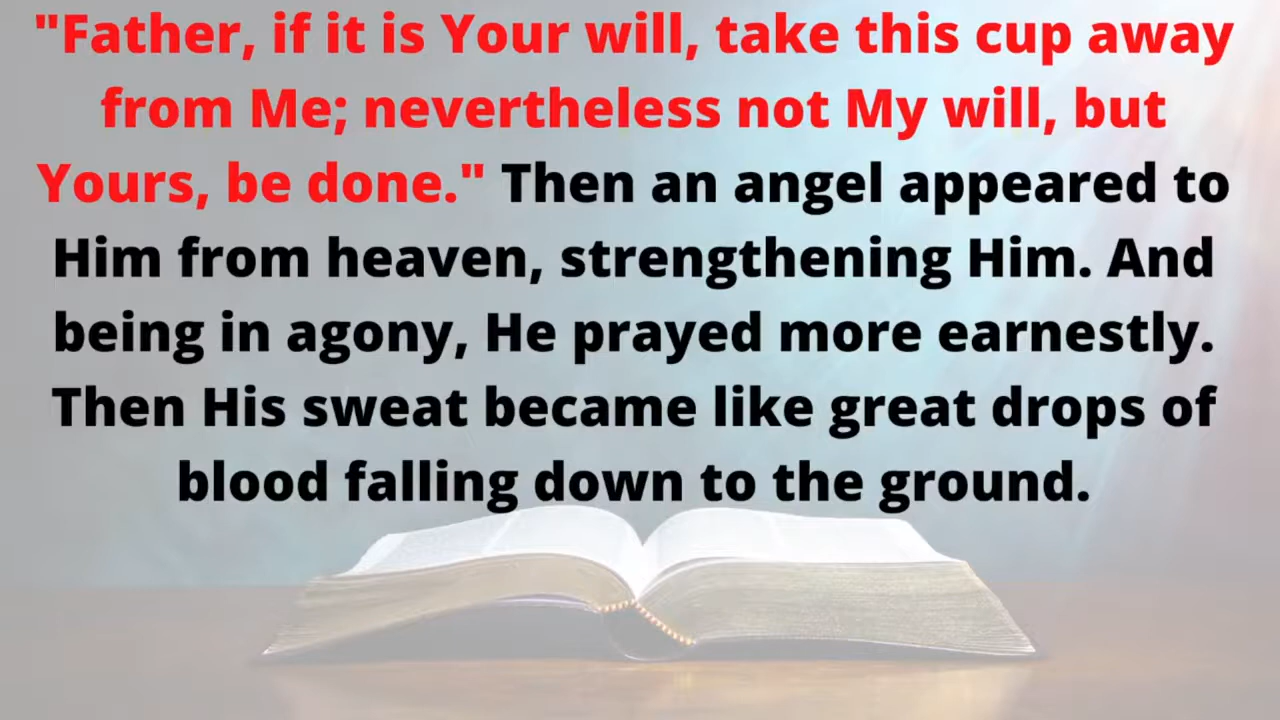 "Father, if it is Your will, take this cup away
from Me; nevertheless not My will, but
Yours, be done." Then an angel appeared to
Him from heaven, strengthening Him. And
being in agony, He prayed more earnestly.
Then His sweat became like great drops of
blood falling down to the ground.